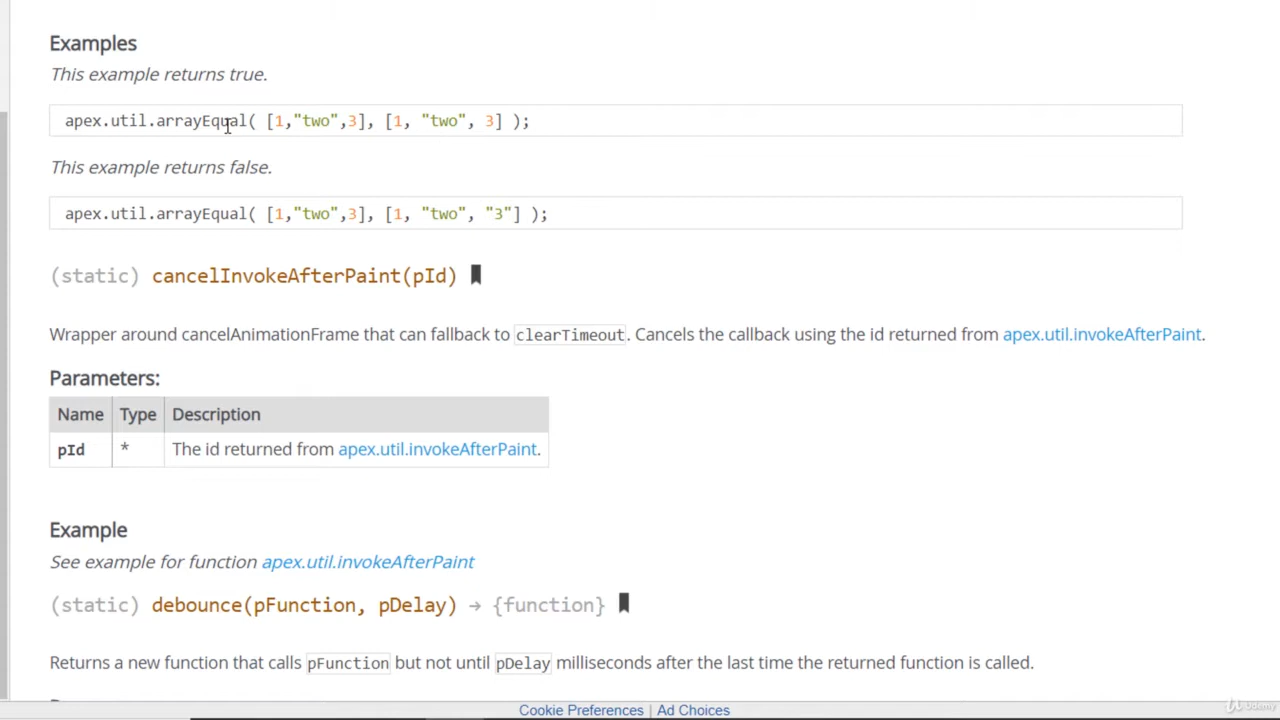 Examples
This example returns true.
apex.util.arrayEqual( [1,"two",3], [1, "two", 3] );
This example returns false.
apex.util.arrayEqual( [1,"two",3], [1, "two", "3"] );
(static) cancelInvokeAfterPaint(pId)
Wrapper around cancelAnimationFrame that can fallback to clearTimeout. Cancels the callback using the id returned from apex.util.invokeAfterPaint.
Parameters:
Name Type Description
pId * The id returned from apex.util.invokeAfterPaint.
Example
See example for function apex.util.invokeAfterPaint
(static) debounce(pFunction, pDelay) → {function}
Returns a new function that calls pFunction but not until pDelay milliseconds after the last time the returned function is called.
Cookie Preferences | Ad Choices
Udemy